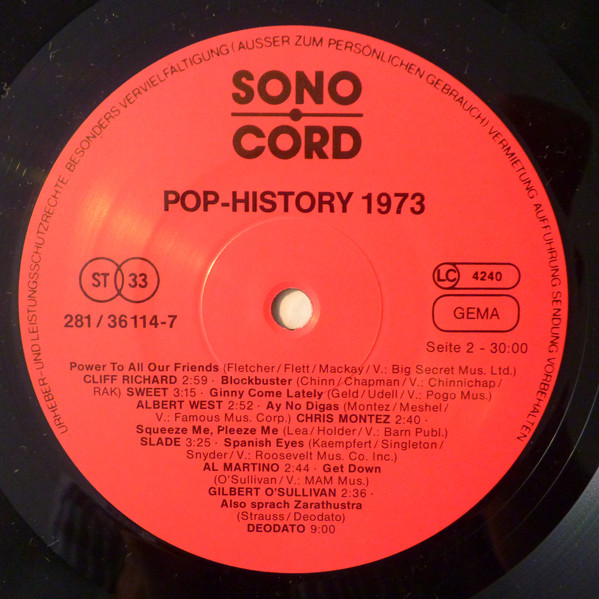 URHEBER-UND LEISTUNGSSCHUTZRECHTE, BESONDERS VERVIELFÄLTIGUNG (AUSSER ZUM PERSÖNLICHEN GEBRAUCH) VERMIETUNG AUFFÜHRUNG SENDUNG VORBEHALTEN
SONO
CORD
POP-HISTORY 1973
ST 33
281/36114-7
LC 4240
GEMA
Seite 2 - 30:00
Power To All Our Friends (Fletcher/Flett/Mackay/V.: Big Secret Mus. Ltd.)
CLIFF RICHARD 2:59 · Blockbuster (Chinn/Chapman/V.: Chinnichap/
RAK) SWEET 3:15 · Ginny Come Lately (Geld/Udell/V.: Pogo Mus.)
ALBERT WEST 2:52 · Ay No Digas (Montez/Meshel/
V.: Famous Mus. Corp.) CHRIS MONTEZ 2:40 ·
Squeeze Me, Pleeze Me (Lea/Holder/V.: Barn Publ.)
SLADE 3:25 · Spanish Eyes (Kaempfert/Singleton/
Snyder/V.: Roosevelt Mus. Co. Inc.)
AL MARTINO 2:44 · Get Down
(O'Sullivan/V.: MAM Mus.)
GILBERT O'SULLIVAN 2:36 ·
Also sprach Zarathustra
(Strauss/Deodato)
DEODATO 9:00